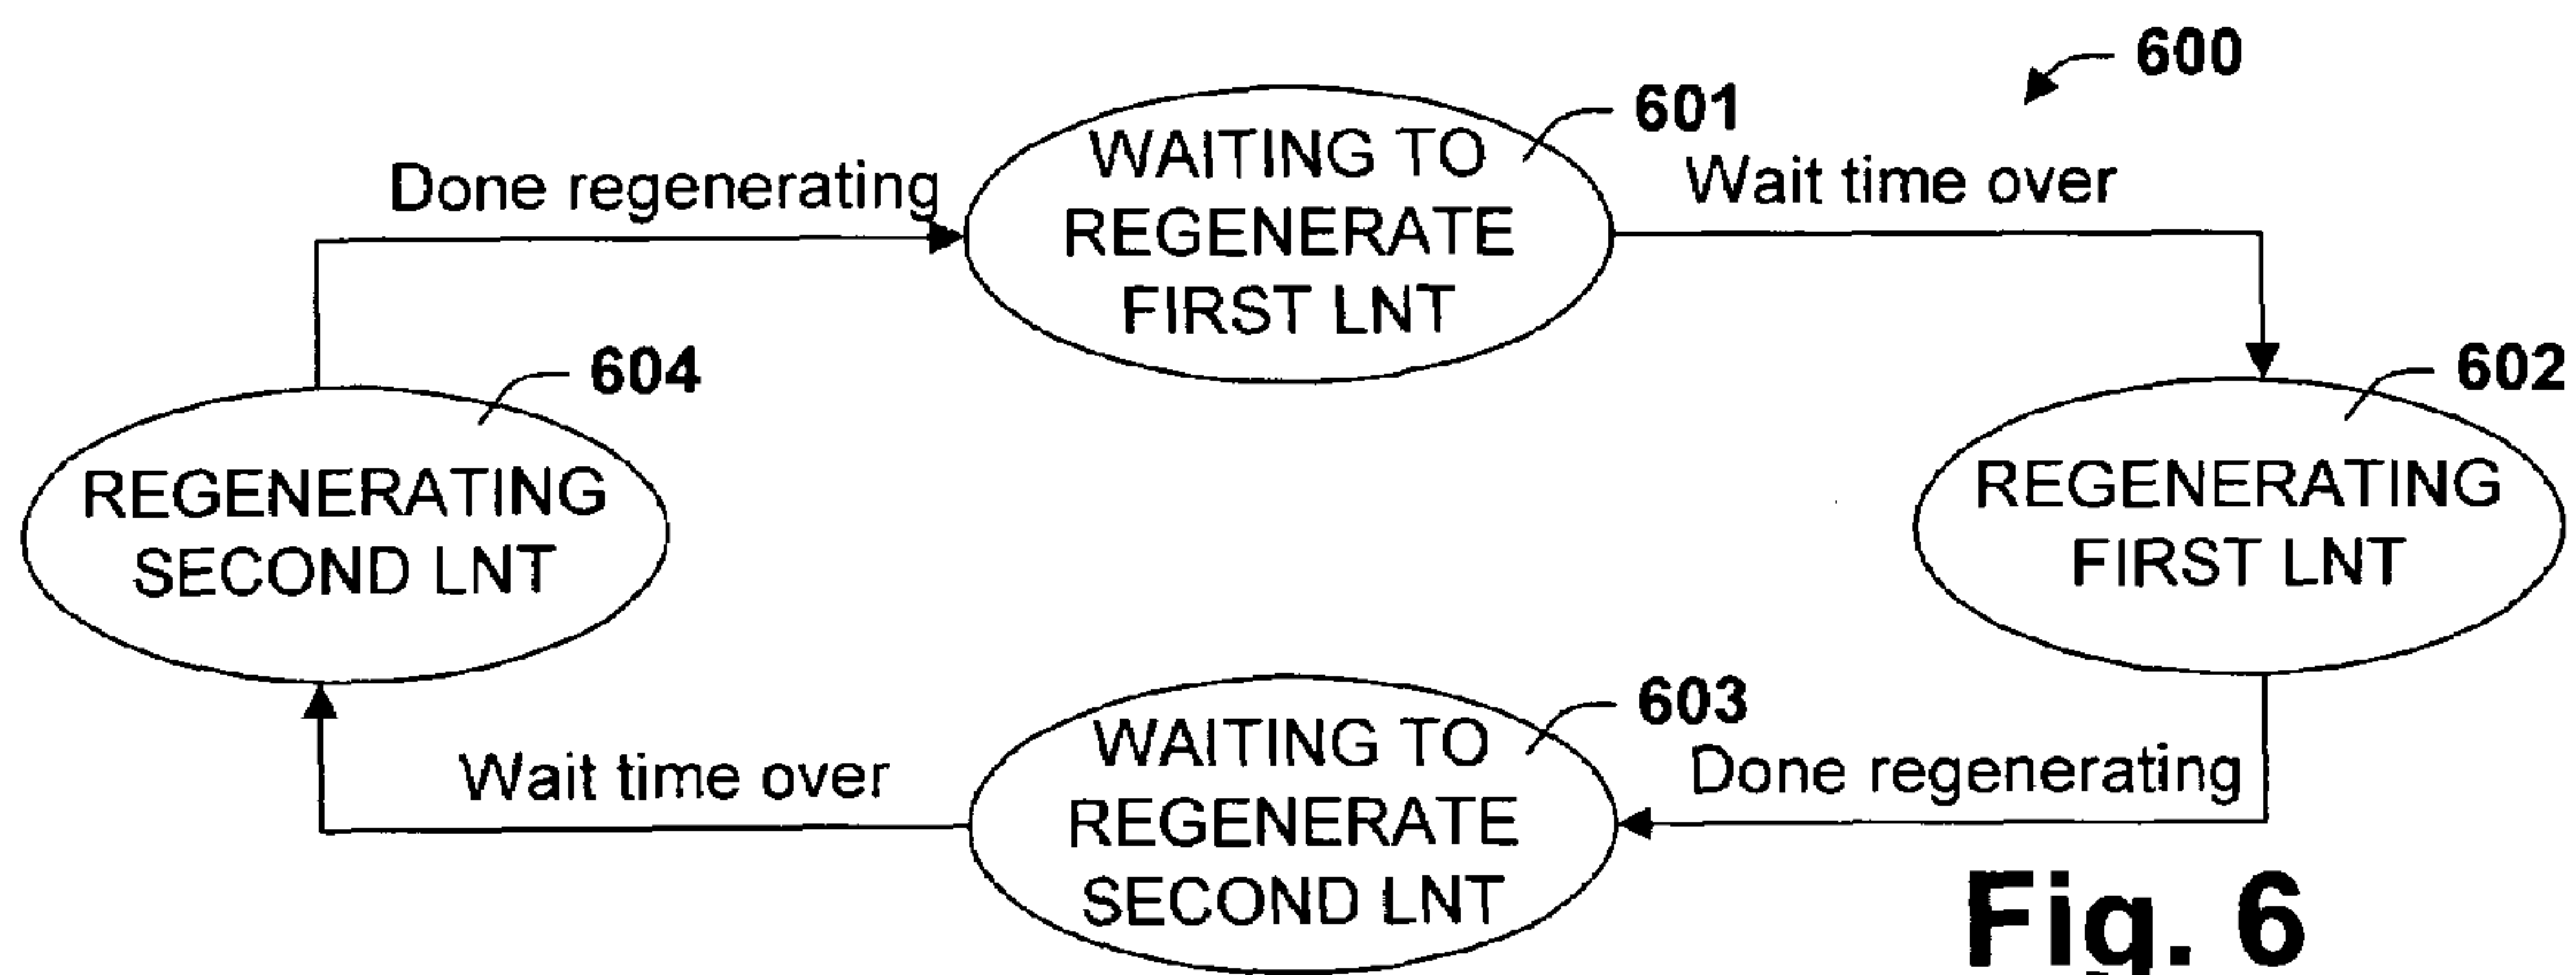 600
601
WAITING TO
REGENERATE
FIRST LNT
Done regenerating
Wait time over
604
602
REGENERATING
SECOND LNT
REGENERATING
FIRST LNT
603
WAITING TO
REGENERATE
SECOND LNT
Wait time over
Done regenerating
Fig. 6